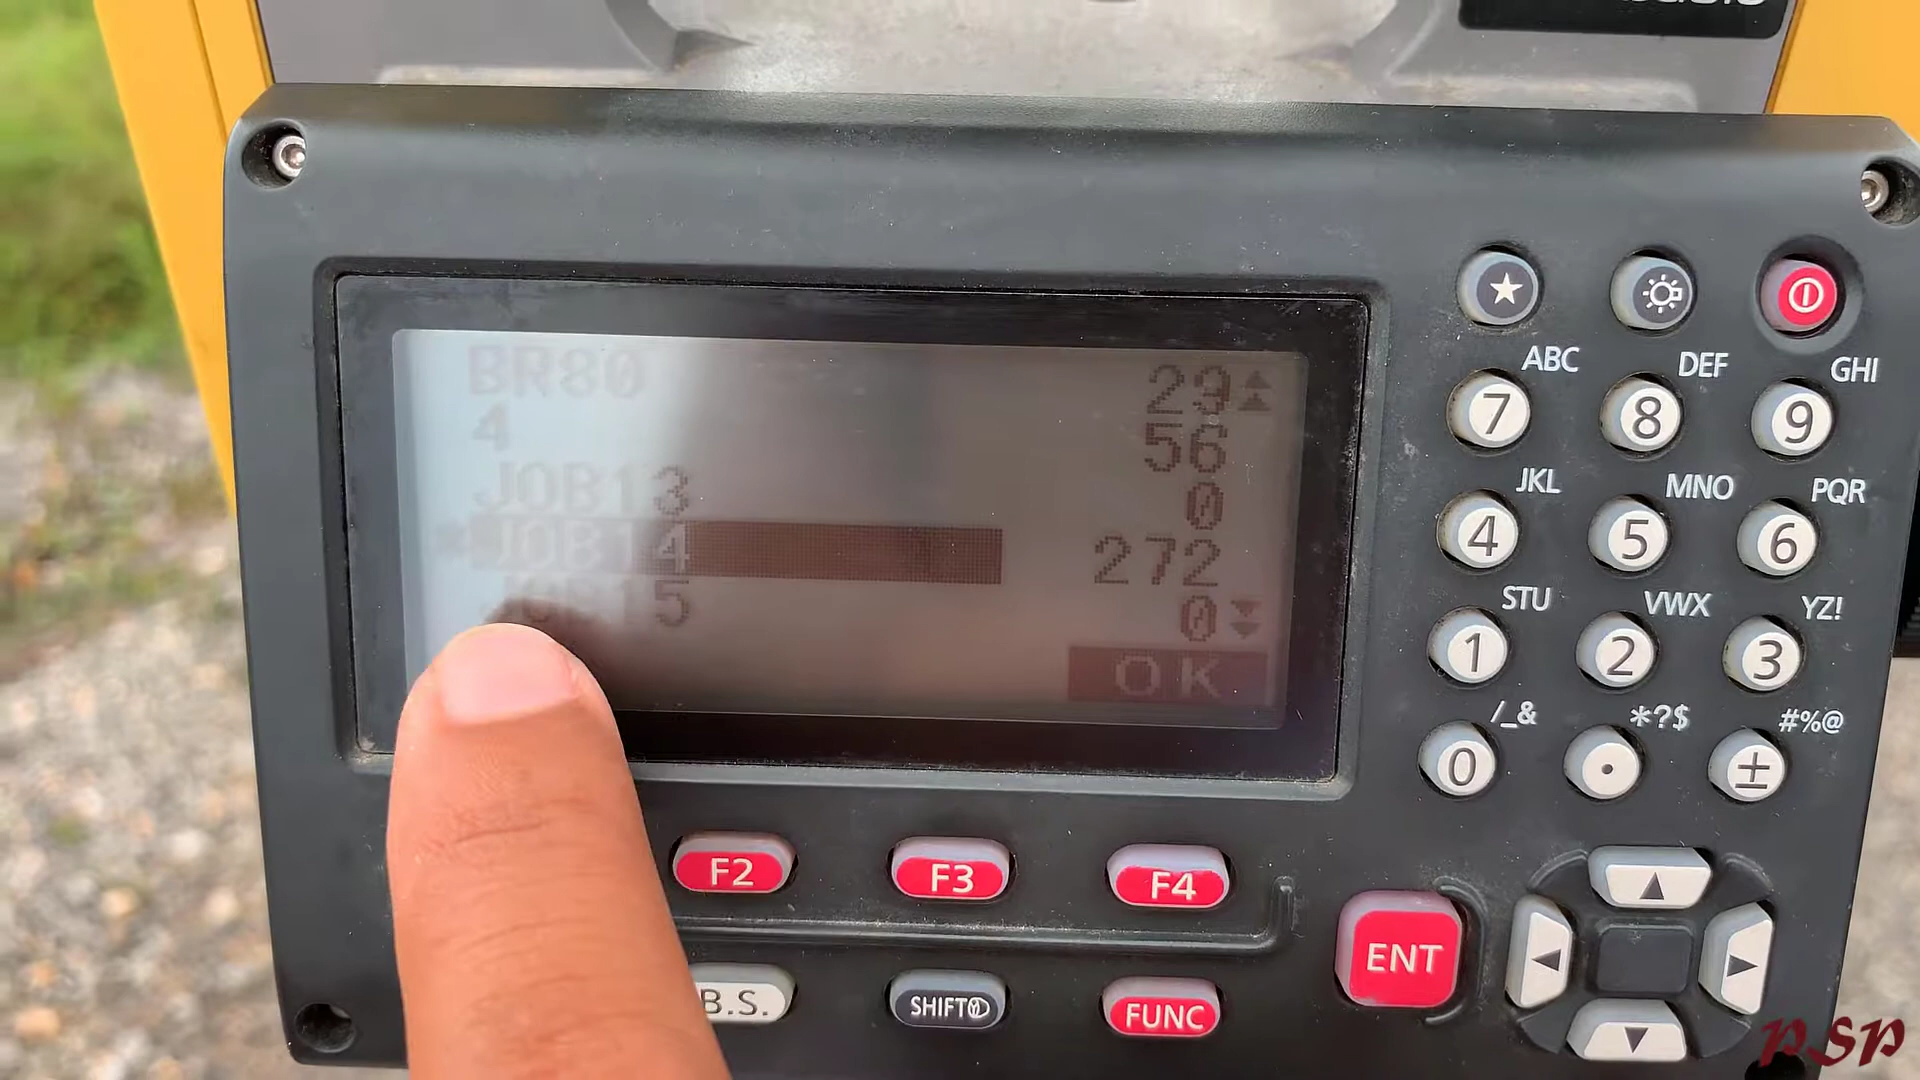 BR80 29
4 56
JOB13 0
*JOB14 272
JOB15 0
OK
ABC DEF GHI
7 8 9
JKL MNO PQR
4 5 6
STU VWX YZ!
1 2 3
/_& *?$ #%@
0 . ±
F2 F3 F4
ENT
B.S. SHIFT FUNC
PSP